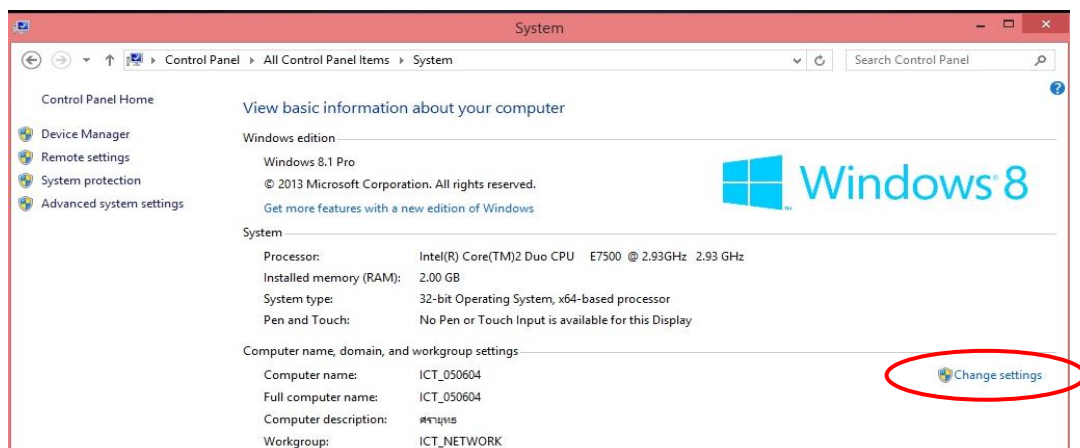 System
Control Panel All Control Panel Items System
Search Control Panel
Control Panel Home
Device Manager
Remote settings
System protection
Advanced system settings
View basic information about your computer
Windows edition
Windows 8.1 Pro
© 2013 Microsoft Corporation. All rights reserved.
Get more features with a new edition of Windows
Windows® 8
System
Processor: Intel(R) Core(TM)2 Duo CPU E7500 @ 2.93GHz 2.93 GHz
Installed memory (RAM): 2.00 GB
System type: 32-bit Operating System, x64-based processor
Pen and Touch: No Pen or Touch Input is available for this Display
Computer name, domain, and workgroup settings
Computer name: ICT_050604
Change settings
Full computer name: ICT_050604
Computer description: ศรายุทธ
Workgroup: ICT_NETWORK